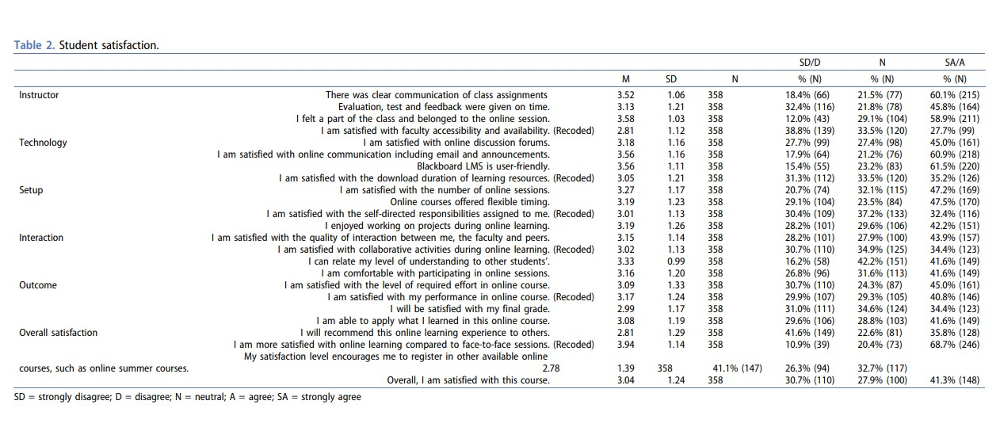 Table 2. Student satisfaction.
SD/D N SA/A
M SD N % (N) % (N) % (N)
Instructor There was clear communication of class assignments 3.52 1.06 358 18.4% (66) 21.5% (77) 60.1% (215)
Evaluation, test and feedback were given on time. 3.13 1.21 358 32.4% (116) 21.8% (78) 45.8% (164)
I felt a part of the class and belonged to the online session. 3.58 1.03 358 12.0% (43) 29.1% (104) 58.9% (211)
I am satisfied with faculty accessibility and availability. (Recoded) 2.81 1.12 358 38.8% (139) 33.5% (120) 27.7% (99)
Technology I am satisfied with online discussion forums. 3.18 1.16 358 27.7% (99) 27.4% (98) 45.0% (161)
I am satisfied with online communication including email and announcements. 3.56 1.16 358 17.9% (64) 21.2% (76) 60.9% (218)
Blackboard LMS is user-friendly. 3.56 1.11 358 15.4% (55) 23.2% (83) 61.5% (220)
I am satisfied with the download duration of learning resources. (Recoded) 3.05 1.21 358 31.3% (112) 33.5% (120) 35.2% (126)
Setup I am satisfied with the number of online sessions. 3.27 1.17 358 20.7% (74) 32.1% (115) 47.2% (169)
Online courses offered flexible timing. 3.19 1.23 358 29.1% (104) 23.5% (84) 47.5% (170)
I am satisfied with the self-directed responsibilities assigned to me. (Recoded) 3.01 1.13 358 30.4% (109) 37.2% (133) 32.4% (116)
I enjoyed working on projects during online learning. 3.19 1.26 358 28.2% (101) 29.6% (106) 42.2% (151)
Interaction I am satisfied with the quality of interaction between me, the faculty and peers. 3.15 1.14 358 28.2% (101) 27.9% (100) 43.9% (157)
I am satisfied with collaborative activities during online learning. (Recoded) 3.02 1.13 358 30.7% (110) 34.9% (125) 34.4% (123)
I can relate my level of understanding to other students'. 3.33 0.99 358 16.2% (58) 42.2% (151) 41.6% (149)
I am comfortable with participating in online sessions. 3.16 1.20 358 26.8% (96) 31.6% (113) 41.6% (149)
Outcome I am satisfied with the level of required effort in online course. 3.09 1.33 358 30.7% (110) 24.3% (87) 45.0% (161)
I am satisfied with my performance in online course. (Recoded) 3.17 1.24 358 29.9% (107) 29.3% (105) 40.8% (146)
I will be satisfied with my final grade. 2.99 1.17 358 31.0% (111) 34.6% (124) 34.4% (123)
I am able to apply what I learned in this online course. 3.08 1.19 358 29.6% (106) 28.8% (103) 41.6% (149)
Overall satisfaction I will recommend this online learning experience to others. 2.81 1.29 358 41.6% (149) 22.6% (81) 35.8% (128)
I am more satisfied with online learning compared to face-to-face sessions. (Recoded) 3.94 1.14 358 10.9% (39) 20.4% (73) 68.7% (246)
My satisfaction level encourages me to register in other available online
courses, such as online summer courses. 2.78 1.39 358 41.1% (147) 26.3% (94) 32.7% (117)
Overall, I am satisfied with this course. 3.04 1.24 358 30.7% (110) 27.9% (100) 41.3% (148)
SD = strongly disagree; D = disagree; N = neutral; A = agree; SA = strongly agree